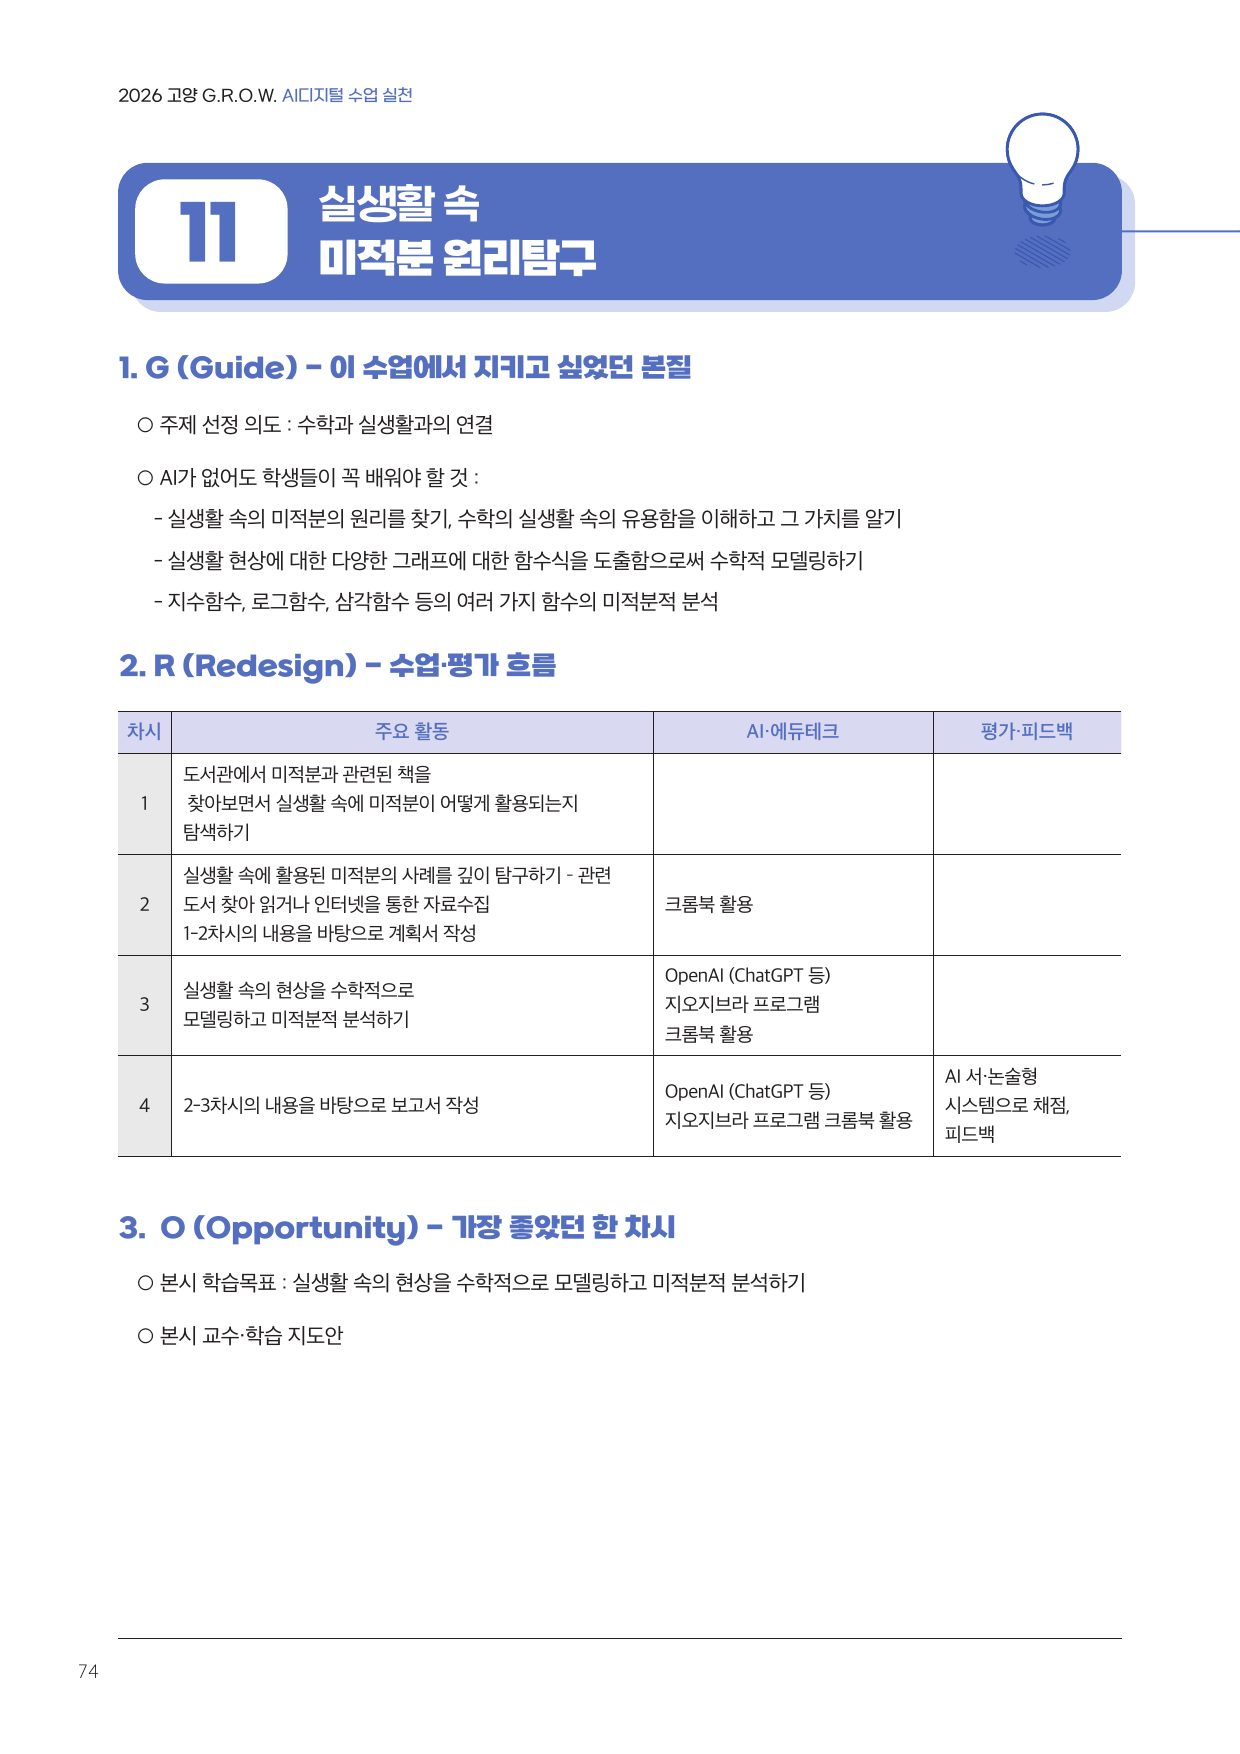 2026 고양 G.R.O.W. AI디지털 수업 실천
11
실생활 속
미적분 원리탐구
1. G (Guide) - 이 수업에서 지키고 싶었던 본질
○ 주제 선정 의도 : 수학과 실생활과의 연결
○ AI가 없어도 학생들이 꼭 배워야 할 것 :
- 실생활 속의 미적분의 원리를 찾기, 수학의 실생활 속의 유용함을 이해하고 그 가치를 알기
- 실생활 현상에 대한 다양한 그래프에 대한 함수식을 도출함으로써 수학적 모델링하기
- 지수함수, 로그함수, 삼각함수 등의 여러 가지 함수의 미적분적 분석
2. R (Redesign) - 수업·평가 흐름
차시 주요 활동 AI·에듀테크 평가·피드백
1
도서관에서 미적분과 관련된 책을
찾아보면서 실생활 속에 미적분이 어떻게 활용되는지
탐색하기
2
실생활 속에 활용된 미적분의 사례를 깊이 탐구하기 - 관련
도서 찾아 읽거나 인터넷을 통한 자료수집
1-2차시의 내용을 바탕으로 계획서 작성
크롬북 활용
3
실생활 속의 현상을 수학적으로
모델링하고 미적분적 분석하기
OpenAI (ChatGPT 등)
지오지브라 프로그램
크롬북 활용
4
2-3차시의 내용을 바탕으로 보고서 작성
OpenAI (ChatGPT 등)
지오지브라 프로그램 크롬북 활용
AI 서·논술형
시스템으로 채점,
피드백
3. O (Opportunity) - 가장 좋았던 한 차시
○ 본시 학습목표 : 실생활 속의 현상을 수학적으로 모델링하고 미적분적 분석하기
○ 본시 교수·학습 지도안
74